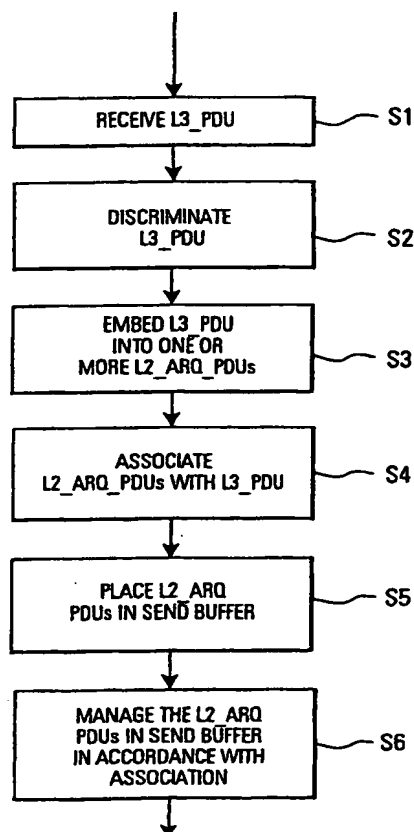 RECEIVE L3_PDU
S1
DISCRIMINATE
L3_PDU
S2
EMBED L3_PDU
INTO ONE OR
MORE L2_ARQ_PDUs
S3
ASSOCIATE
L2_ARQ_PDUs WITH L3_PDU
S4
PLACE L2_ARQ
PDUs IN SEND BUFFER
S5
MANAGE THE L2_ARQ
PDUs IN SEND BUFFER
IN ACCORDANCE WITH
ASSOCIATION
S6